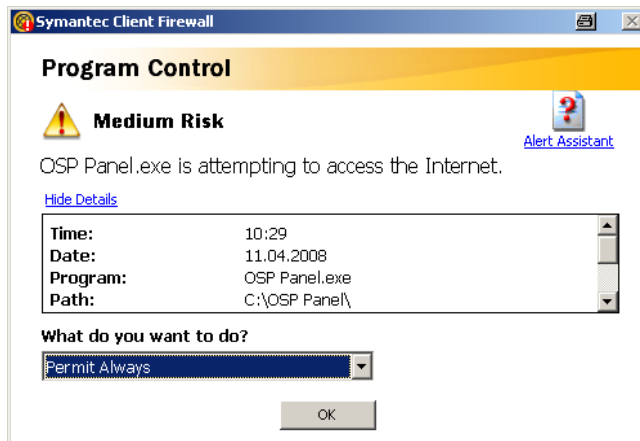 Symantec Client Firewall
Program Control
Medium Risk
Alert Assistant
OSP Panel.exe is attempting to access the Internet.
Hide Details
Time: 10:29
Date: 11.04.2008
Program: OSP Panel.exe
Path: C:\OSP Panel\
What do you want to do?
Permit Always
OK